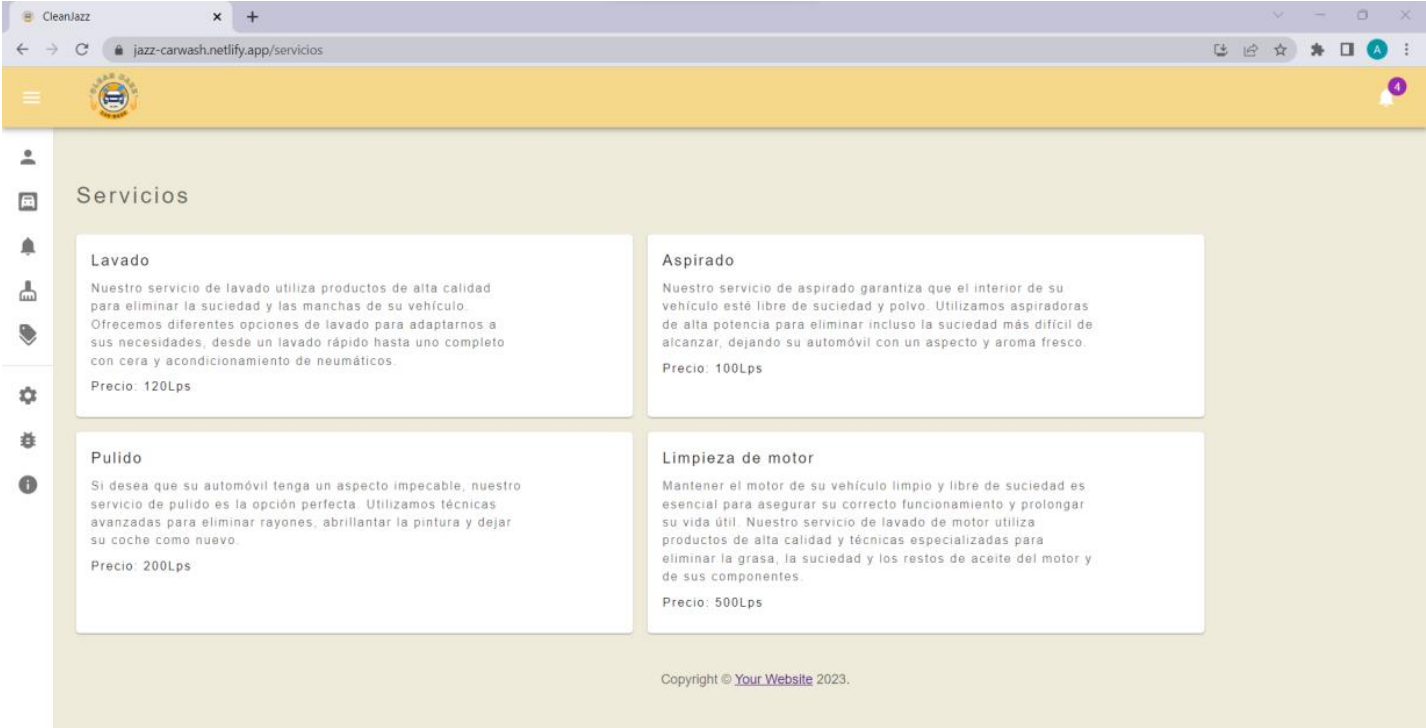 CleanJazz
jazz-carwash.netlify.app/servicios
A
4
Servicios
Lavado
Nuestro servicio de lavado utiliza productos de alta calidad
para eliminar la suciedad y las manchas de su vehículo.
Ofrecemos diferentes opciones de lavado para adaptarnos a
sus necesidades, desde un lavado rápido hasta uno completo
con cera y acondicionamiento de neumáticos.
Precio: 120Lps
Aspirado
Nuestro servicio de aspirado garantiza que el interior de su
vehículo esté libre de suciedad y polvo. Utilizamos aspiradoras
de alta potencia para eliminar incluso la suciedad más difícil de
alcanzar, dejando su automóvil con un aspecto y aroma fresco.
Precio: 100Lps
Pulido
Si desea que su automóvil tenga un aspecto impecable, nuestro
servicio de pulido es la opción perfecta. Utilizamos técnicas
avanzadas para eliminar rayones, abrillantar la pintura y dejar
su coche como nuevo.
Precio: 200Lps
Limpieza de motor
Mantener el motor de su vehículo limpio y libre de suciedad es
esencial para asegurar su correcto funcionamiento y prolongar
su vida útil. Nuestro servicio de lavado de motor utiliza
productos de alta calidad y técnicas especializadas para
eliminar la grasa, la suciedad y los restos de aceite del motor y
de sus componentes.
Precio: 500Lps
Copyright © Your Website 2023.